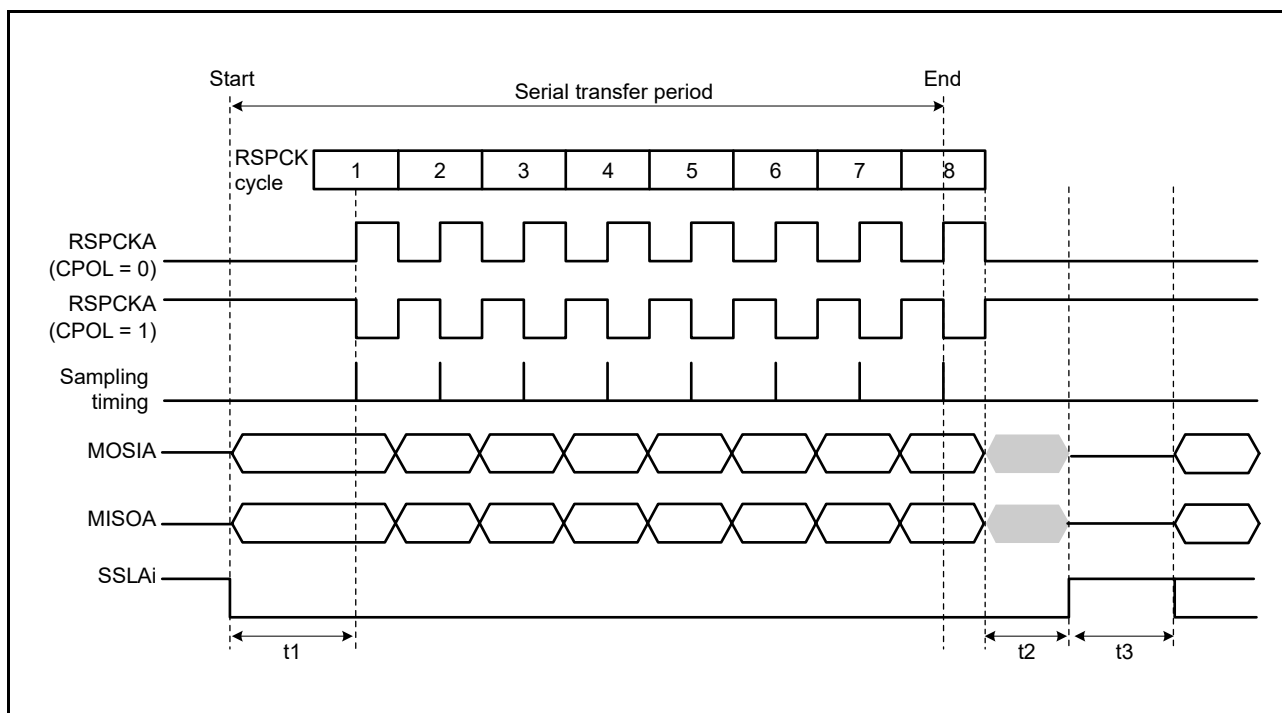 Start
End
Serial transfer period
RSPCK
cycle
1 2 3 4 5 6 7 8
RSPCKA
(CPOL = 0)
RSPCKA
(CPOL = 1)
Sampling
timing
MOSIA
MISOA
SSLAi
t1
t2
t3